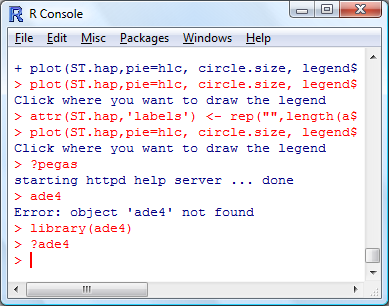 R Console
File Edit Misc Packages Windows Help
+ plot(ST.hap,pie=hlc, circle.size, legend$
> plot(ST.hap,pie=hlc, circle.size, legend$
Click where you want to draw the legend
> attr(ST.hap,'labels') <- rep("",length(a$
> plot(ST.hap,pie=hlc, circle.size, legend$
Click where you want to draw the legend
> ?pegas
starting httpd help server ... done
> ade4
Error: object 'ade4' not found
> library(ade4)
> ?ade4
>